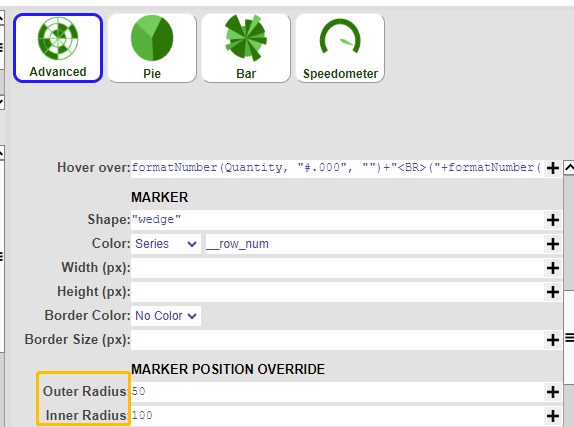 Advanced
Pie
Bar
Speedometer
Hover over: formatNumber(Quantity, "#.000", "")+"<BR>("+formatNumber(
MARKER
Shape: "wedge"
Color: Series __row_num
Width (px):
Height (px):
Border Color: No Color
Border Size (px):
MARKER POSITION OVERRIDE
Outer Radius: 50
Inner Radius: 100